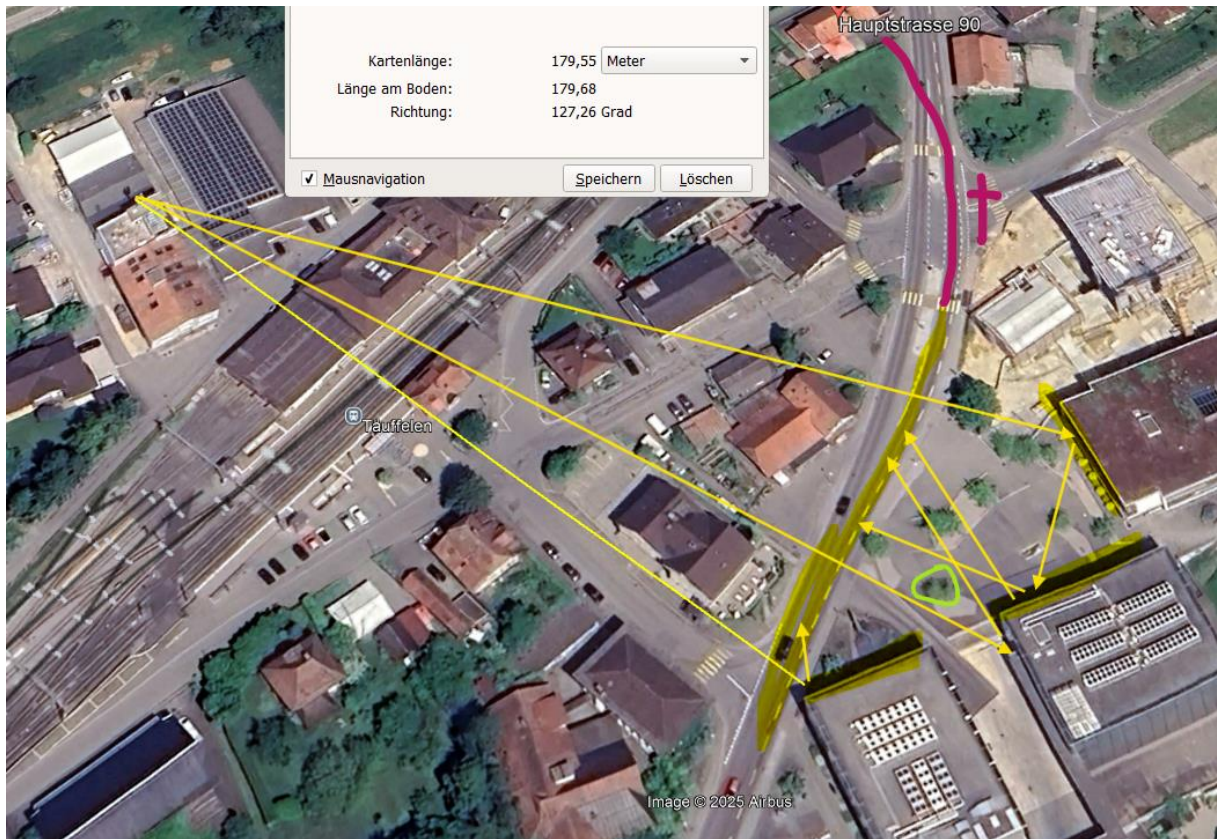 Hauptstrasse 90
Kartenlänge: 179,55 Meter
Länge am Boden: 179,68
Richtung: 127,26 Grad
Mausnavigation Speichern Löschen
Täuffelen
Image © 2025 Airbus